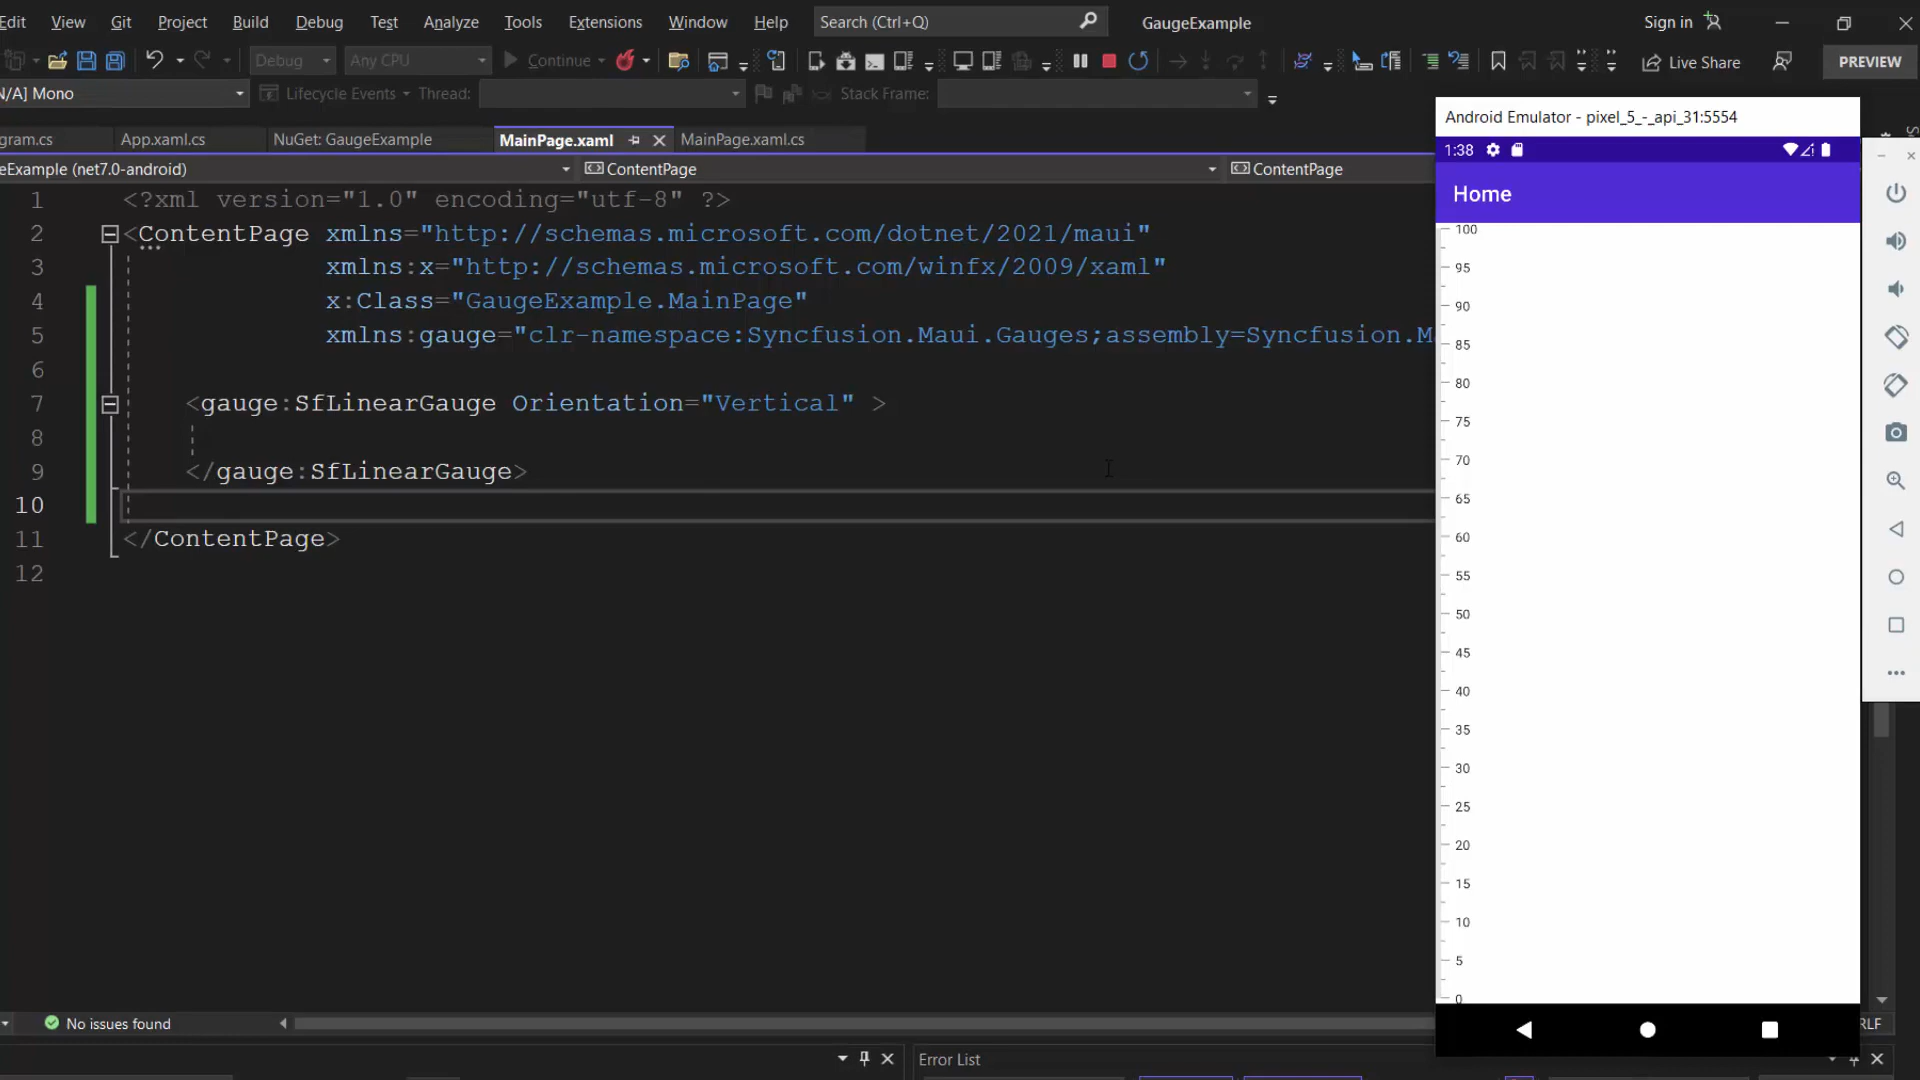 Edit View Git Project Build Debug Test Analyze Tools Extensions Window Help Search (Ctrl+Q) GaugeExample Sign in
Debug Any CPU Continue Live Share PREVIEW
N/A] Mono Lifecycle Events Thread: Stack Frame:
gram.cs App.xaml.cs NuGet: GaugeExample MainPage.xaml MainPage.xaml.cs
eExample (net7.0-android) ContentPage ContentPage
1 <?xml version="1.0" encoding="utf-8" ?>
2 <ContentPage xmlns="http://schemas.microsoft.com/dotnet/2021/maui"
3 xmlns:x="http://schemas.microsoft.com/winfx/2009/xaml"
4 x:Class="GaugeExample.MainPage"
5 xmlns:gauge="clr-namespace:Syncfusion.Maui.Gauges;assembly=Syncfusion.M
6
7 <gauge:SfLinearGauge Orientation="Vertical" >
8
9 </gauge:SfLinearGauge>
10
11 </ContentPage>
12
No issues found
RLF
Error List
Android Emulator - pixel_5_-_api_31:5554
1:38
Home
100
95
90
85
80
75
70
65
60
55
50
45
40
35
30
25
20
15
10
5
0